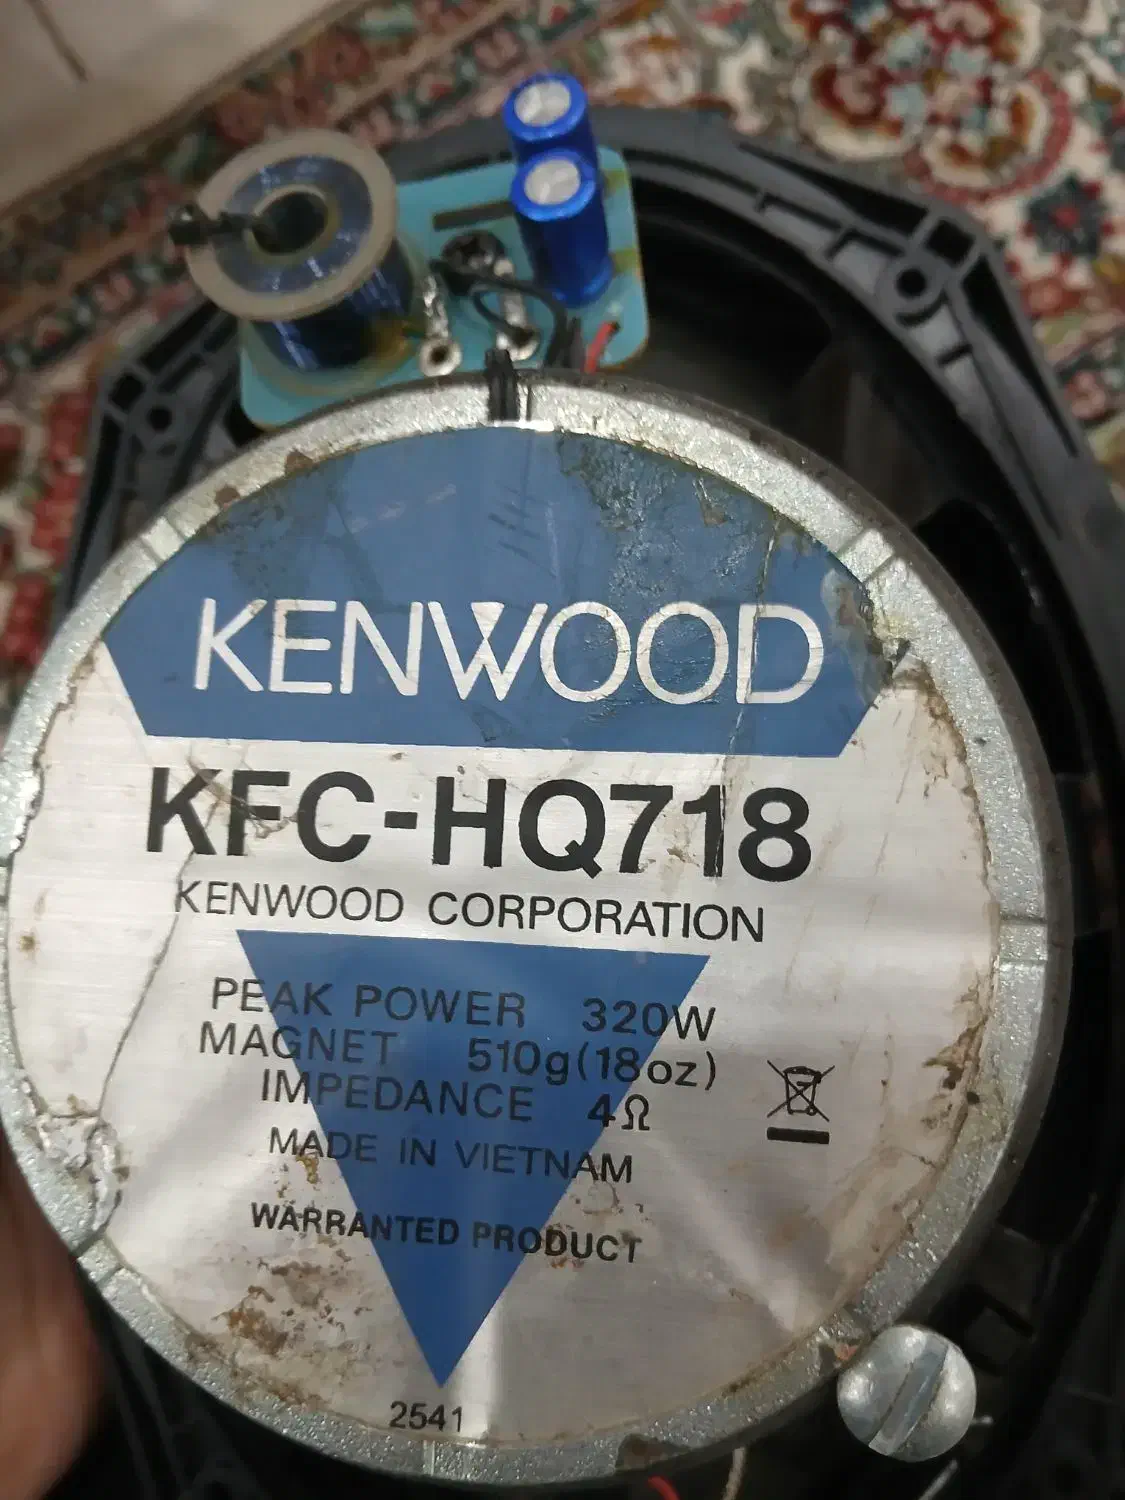 KENWOOD
KFC-HQ718
KENWOOD CORPORATION
PEAK POWER 320W
MAGNET 510g(18oz)
IMPEDANCE 4Ω
MADE IN VIETNAM
WARRANTED PRODUCT
2541